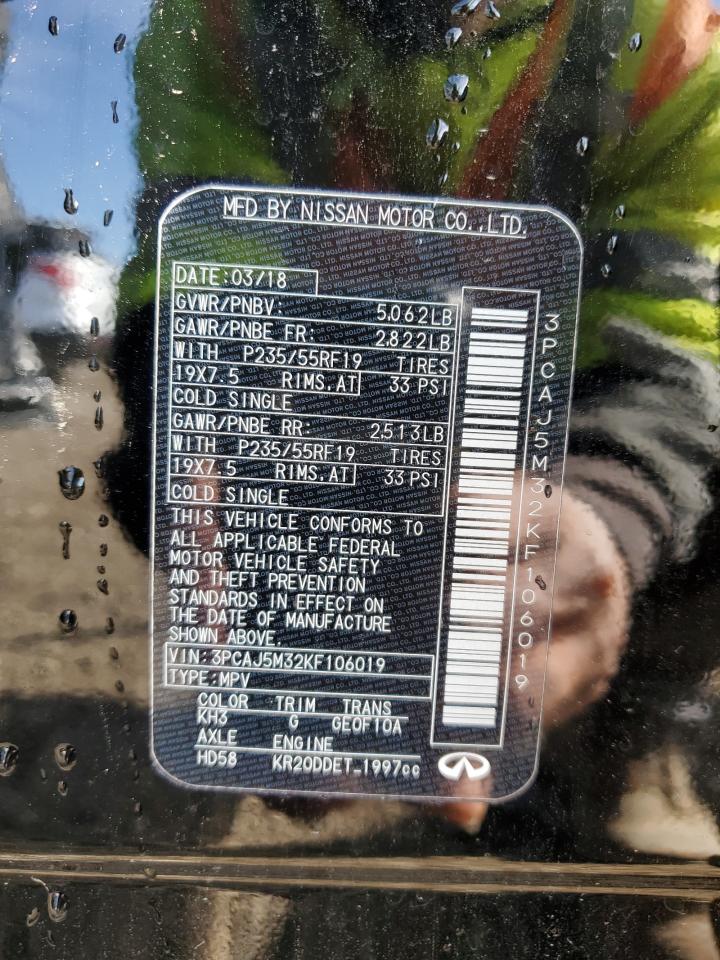 MFD BY NISSAN MOTOR CO.,LTD.
DATE:03/18
GVWR/PNBV: 5,062LB
GAWR/PNBE FR: 2,822LB
WITH P235/55RF19 TIRES
19X7.5 RIMS,AT 33 PSI
COLD SINGLE
GAWR/PNBE RR: 2,513LB
WITH P235/55RF19 TIRES
19X7.5 RIMS,AT 33 PSI
COLD SINGLE
THIS VEHICLE CONFORMS TO
ALL APPLICABLE FEDERAL
MOTOR VEHICLE SAFETY
AND THEFT PREVENTION
STANDARDS IN EFFECT ON
THE DATE OF MANUFACTURE
SHOWN ABOVE.
VIN:3PCAJ5M32KF106019
TYPE:MPV
COLOR TRIM TRANS
KH3 G GE0F10A
AXLE ENGINE
HD58 KR20DDET_1997cc
3PCAJ5M32KF106019